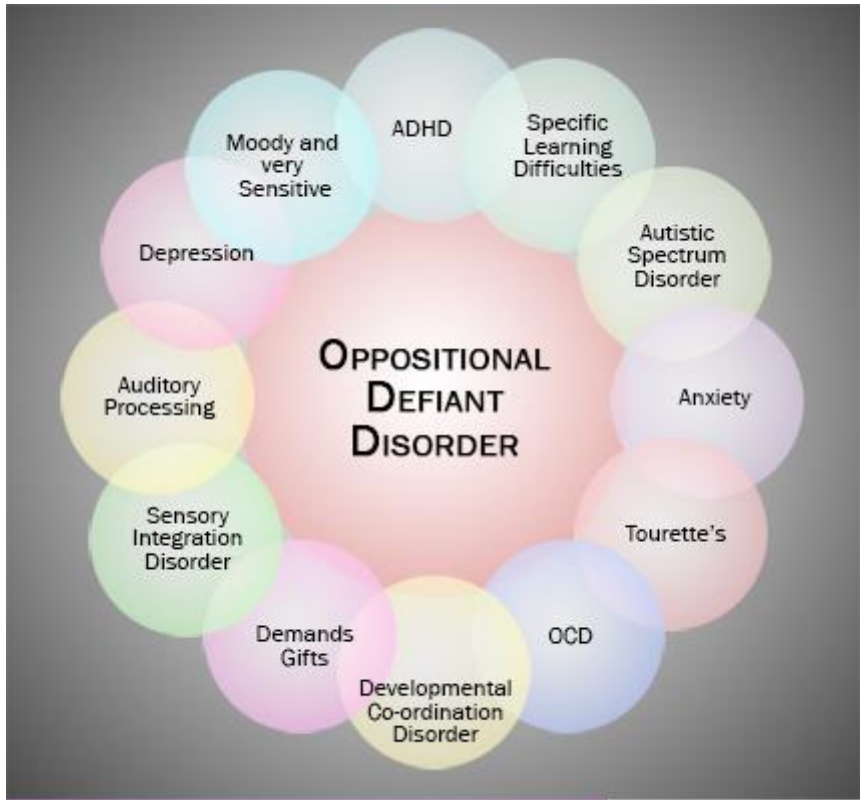 ADHD
Specific
Learning
Difficulties
Autistic
Spectrum
Disorder
Anxiety
Tourette's
OCD
Developmental
Co-ordination
Disorder
Demands
Gifts
Sensory
Integration
Disorder
Auditory
Processing
Depression
Moody and
very
Sensitive
OPPOSITIONAL
DEFIANT
DISORDER